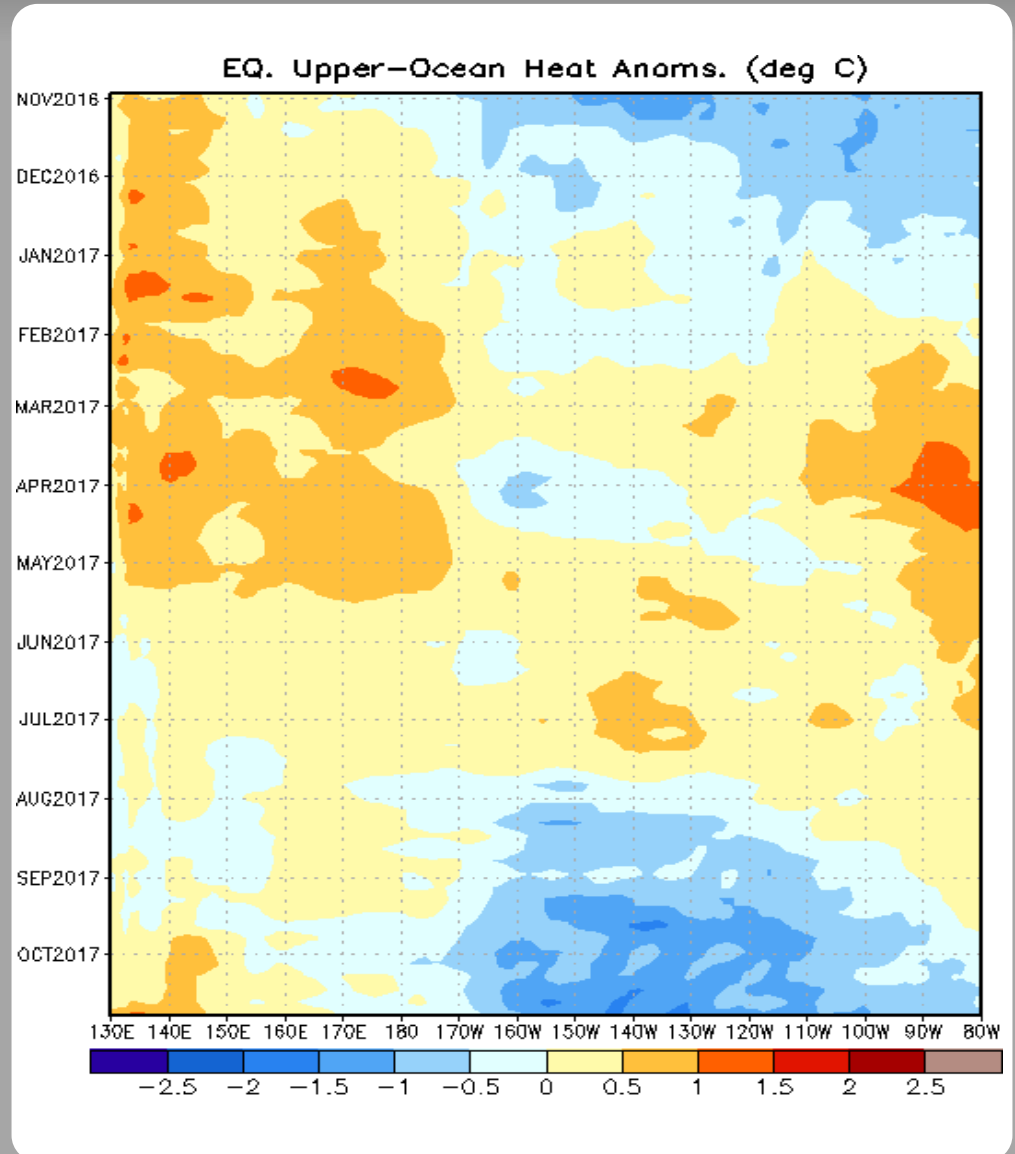 EQ. Upper-Ocean Heat Anoms. (deg C)
NOV2016
DEC2016
JAN2017
FEB2017
MAR2017
APR2017
MAY2017
JUN2017
JUL2017
AUG2017
SEP2017
OCT2017
130E 140E 150E 160E 170E 180 170W 160W 150W 140W 130W 120W 110W 100W 90W 80W
-2.5 -2 -1.5 -1 -0.5 0 0.5 1 1.5 2 2.5